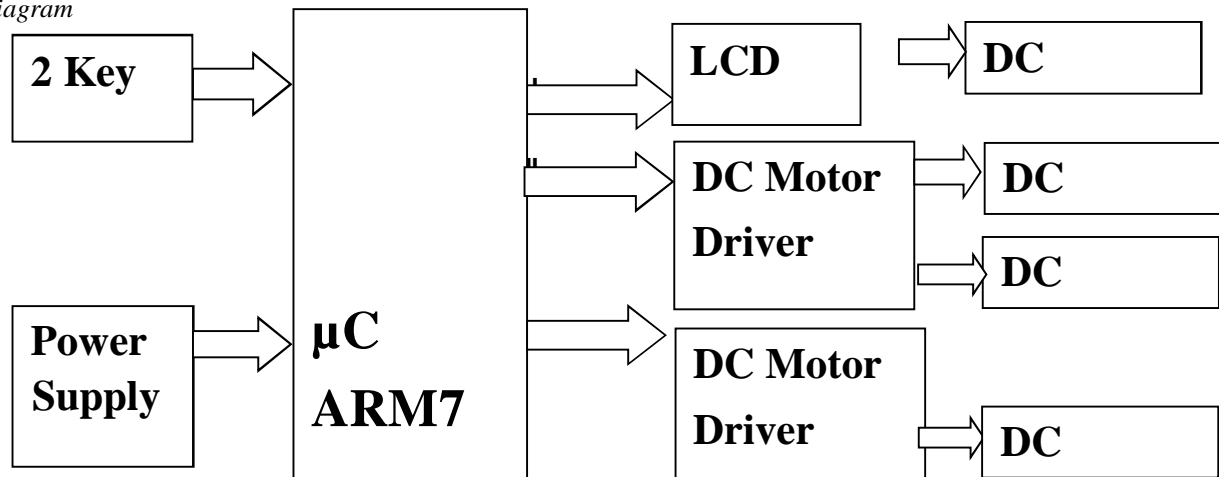 iagram
2 Key
LCD
DC
DC Motor
Driver
DC
DC
Power
Supply
µC
ARM7
DC Motor
Driver
DC